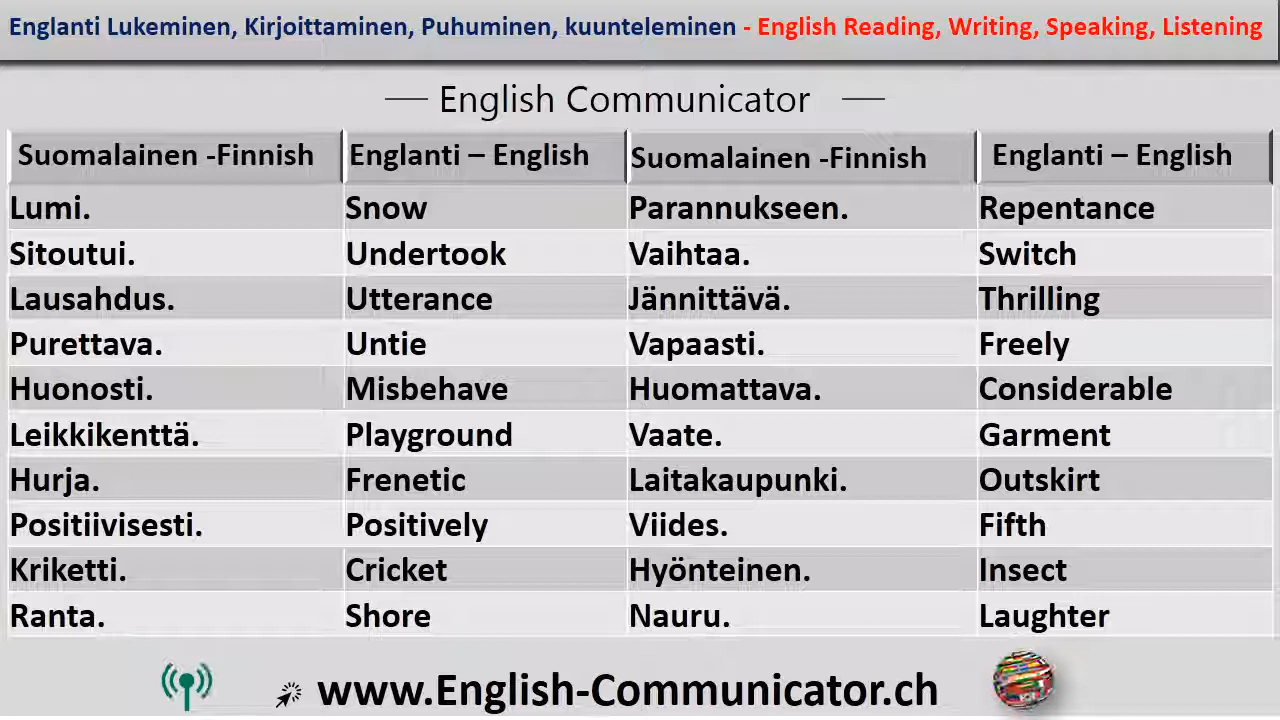 Englanti Lukeminen, Kirjoittaminen, Puhuminen, kuunteleminen - English Reading, Writing, Speaking, Listening
English Communicator
Suomalainen -Finnish Englanti – English Suomalainen -Finnish Englanti – English
Lumi. Snow Parannukseen. Repentance
Sitoutui. Undertook Vaihtaa. Switch
Lausahdus. Utterance Jännittävä. Thrilling
Purettava. Untie Vapaasti. Freely
Huonosti. Misbehave Huomattava. Considerable
Leikkikenttä. Playground Vaate. Garment
Hurja. Frenetic Laitakaupunki. Outskirt
Positiivisesti. Positively Viides. Fifth
Kriketti. Cricket Hyönteinen. Insect
Ranta. Shore Nauru. Laughter
www.English-Communicator.ch